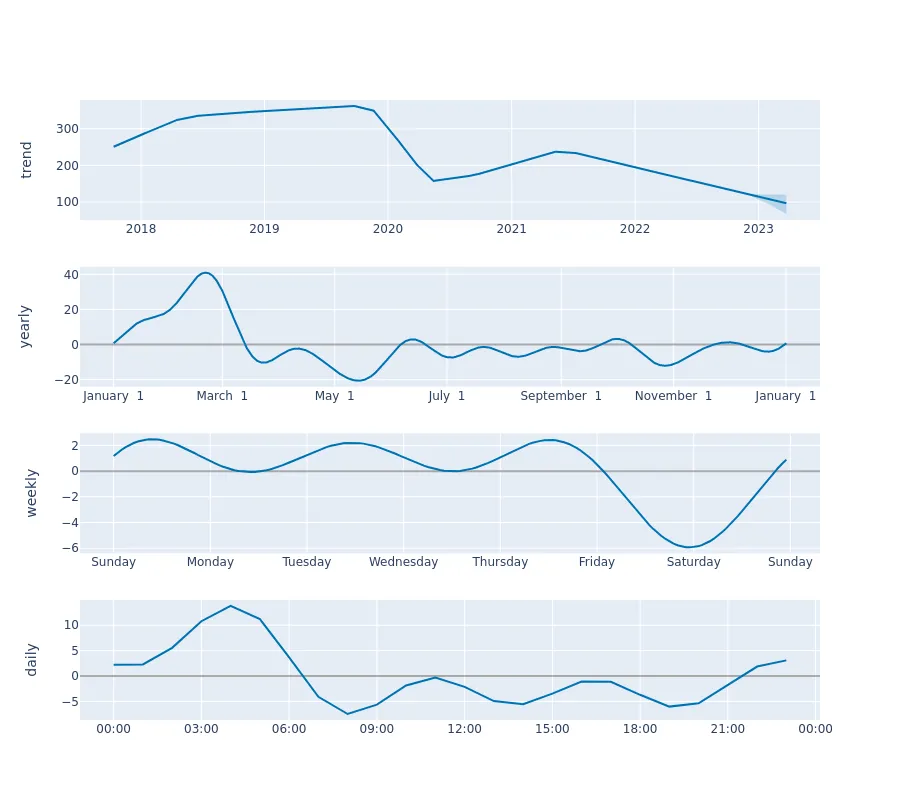 trend
300
200
100
2018 2019 2020 2021 2022 2023
yearly
40
20
0
−20
January 1 March 1 May 1 July 1 September 1 November 1 January 1
weekly
2
0
−2
−4
−6
Sunday Monday Tuesday Wednesday Thursday Friday Saturday Sunday
daily
10
5
0
−5
00:00 03:00 06:00 09:00 12:00 15:00 18:00 21:00 00:00